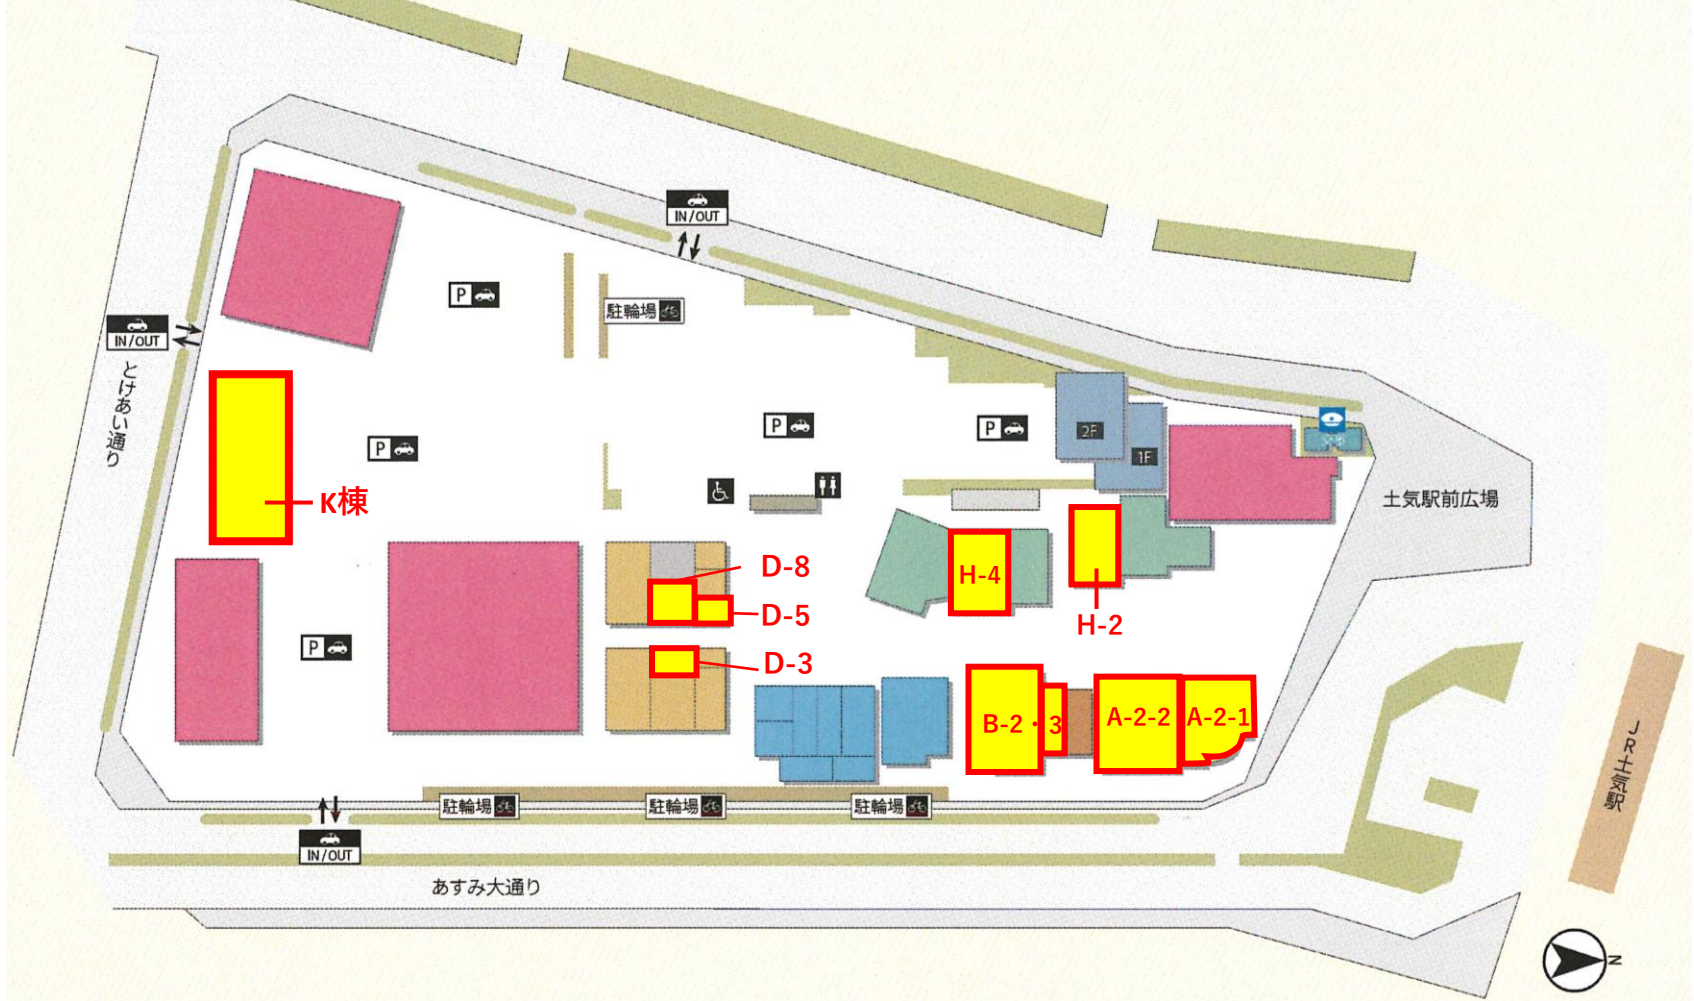 IN/OUT
P
駐輪場
IN/OUT
とけあい通り
P
P
P
2F
1F
K棟
土気駅前広場
D-8
H-4
D-5
H-2
P
D-3
B-2・3
A-2-2
A-2-1
JR土気駅
駐輪場
駐輪場
駐輪場
IN/OUT
あすみ大通り
N